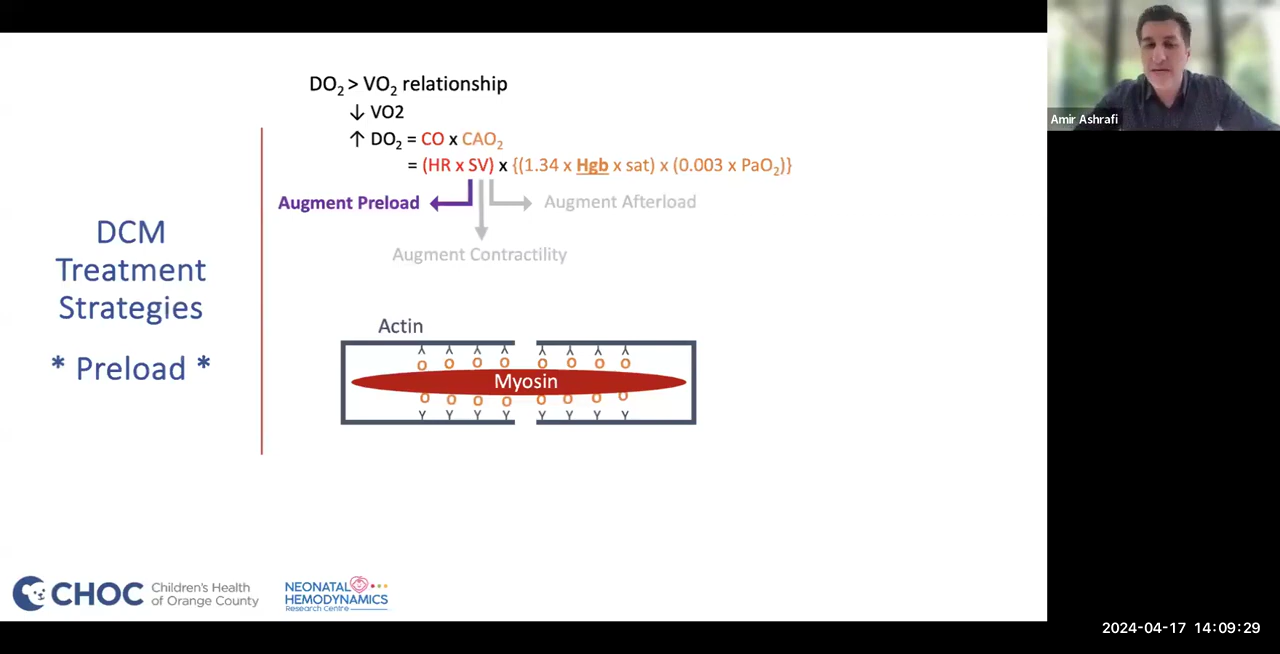 DO₂ > VO₂ relationship
↓ VO2
↑ DO₂ = CO x CAO₂
= (HR x SV) x {(1.34 x Hgb x sat) x (0.003 x PaO₂)}
Augment Preload
Augment Afterload
Augment Contractility
DCM
Treatment
Strategies
* Preload *
Actin
Y Y Y Y Y Y Y Y
O O O O O O O O
Myosin
O O O O O O O O
Y Y Y Y Y Y Y Y
CHOC
Children's Health
of Orange County
NEONATAL
HEMODYNAMICS
Research Centre
Amir Ashrafi
2024-04-17 14:09:29